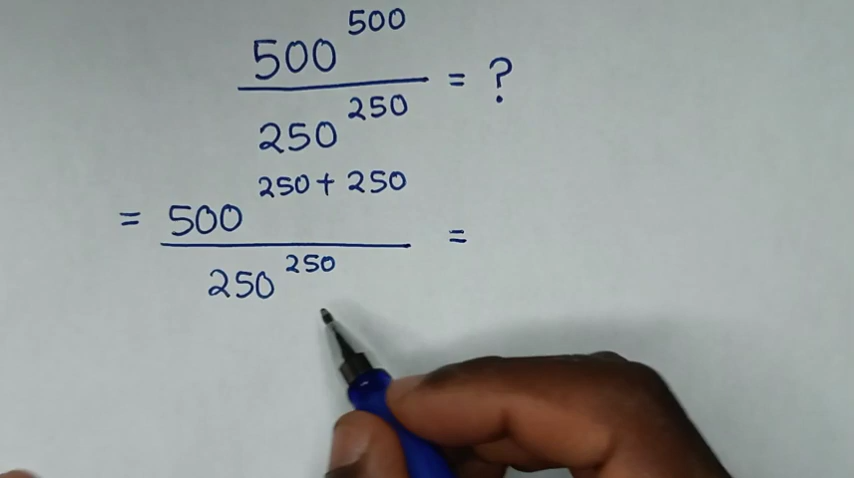 500^500
/ 250^250 = ?
= 500^250+250
/ 250^250 =